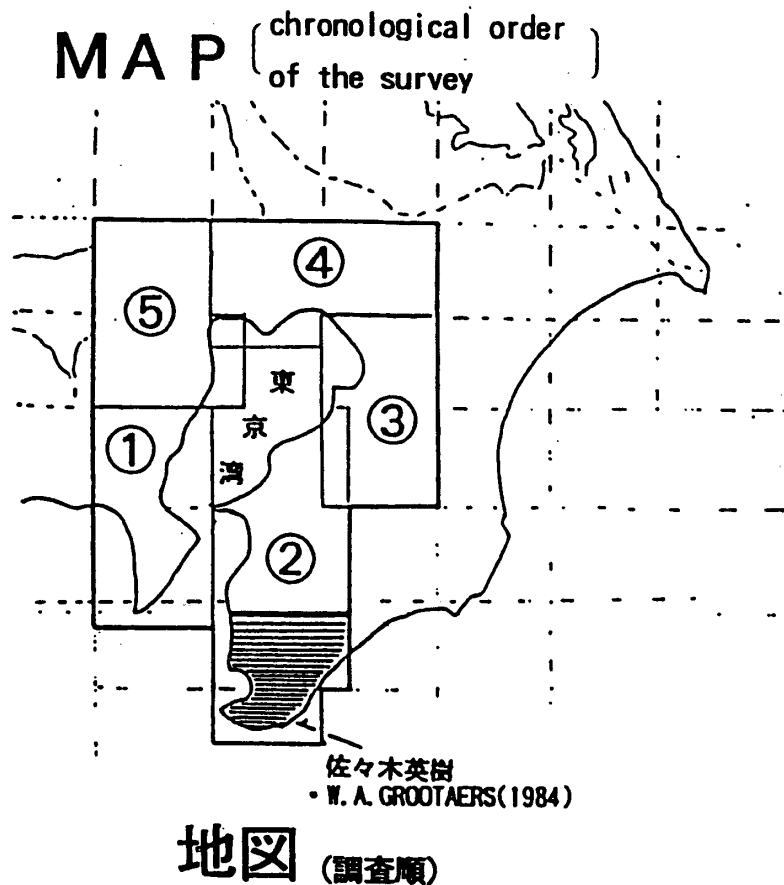 MAP
chronological order
of the survey
④
⑤
東
京
湾
③
①
②
佐々木英樹
・W.A.GROOTAERS(1984)
地図 (調査順)